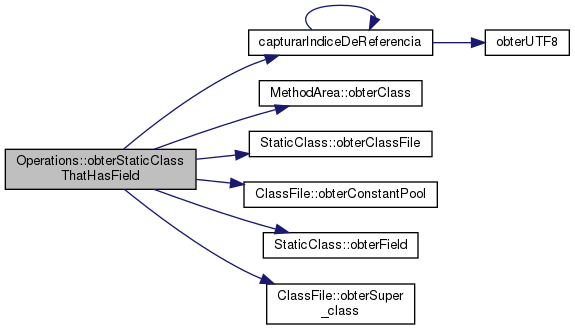 capturarIndiceDeReferencia
obterUTF8
MethodArea::obterClass
StaticClass::obterClassFile
Operations::obterStaticClass
ThatHasField
ClassFile::obterConstantPool
StaticClass::obterField
ClassFile::obterSuper
_class